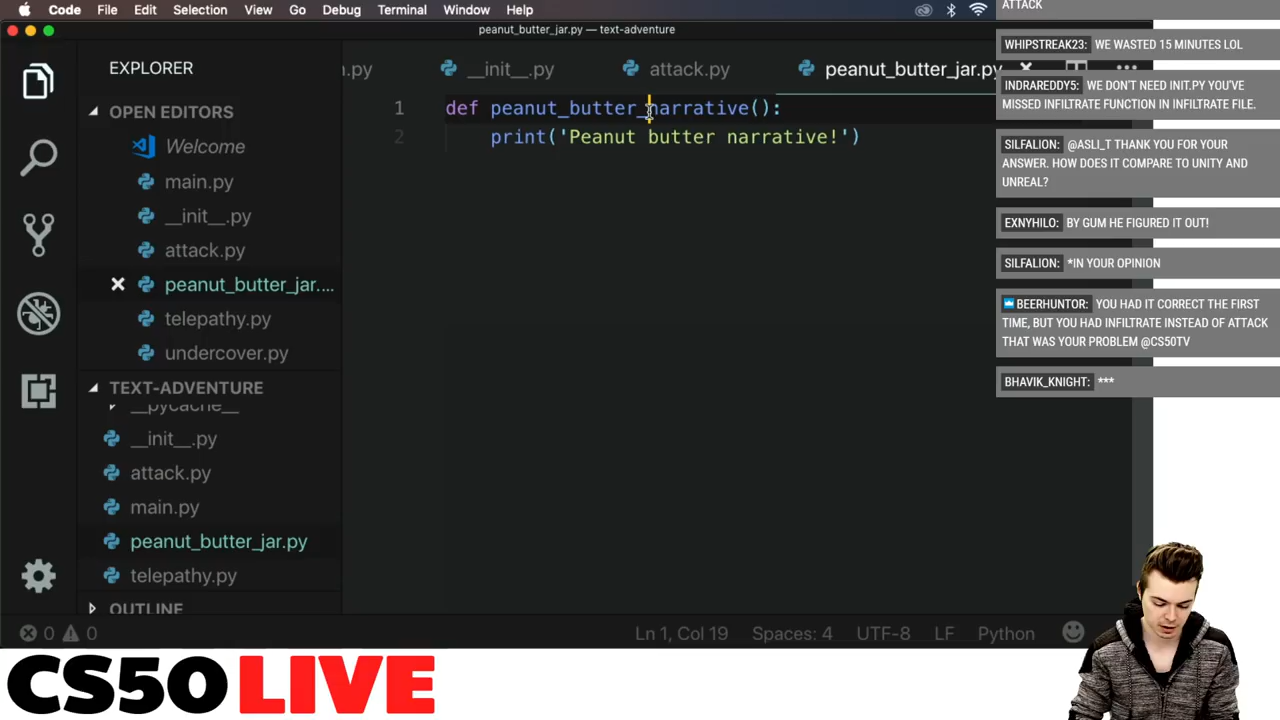 Code File Edit Selection View Go Debug Terminal Window Help
peanut_butter_jar.py — text-adventure
EXPLORER
OPEN EDITORS
Welcome
main.py
__init__.py
attack.py
peanut_butter_jar....
telepathy.py
undercover.py
TEXT-ADVENTURE
__pycache__
__init__.py
attack.py
main.py
peanut_butter_jar.py
telepathy.py
OUTLINE
n.py __init__.py attack.py peanut_butter_jar.py
1 def peanut_butter_narrative():
2 print('Peanut butter narrative!')
0 0 Ln 1, Col 19 Spaces: 4 UTF-8 LF Python
ATTACK
WHIPSTREAK23: WE WASTED 15 MINUTES LOL
INDRAREDDY5: WE DON'T NEED INIT.PY YOU'VE
MISSED INFILTRATE FUNCTION IN INFILTRATE FILE.
SILFALION: @ASLI_T THANK YOU FOR YOUR
ANSWER. HOW DOES IT COMPARE TO UNITY AND
UNREAL?
EXNYHILO: BY GUM HE FIGURED IT OUT!
SILFALION: *IN YOUR OPINION
BEERHUNTOR: YOU HAD IT CORRECT THE FIRST
TIME, BUT YOU HAD INFILTRATE INSTEAD OF ATTACK
THAT WAS YOUR PROBLEM @CS50TV
BHAVIK_KNIGHT: ***
CS50LIVE